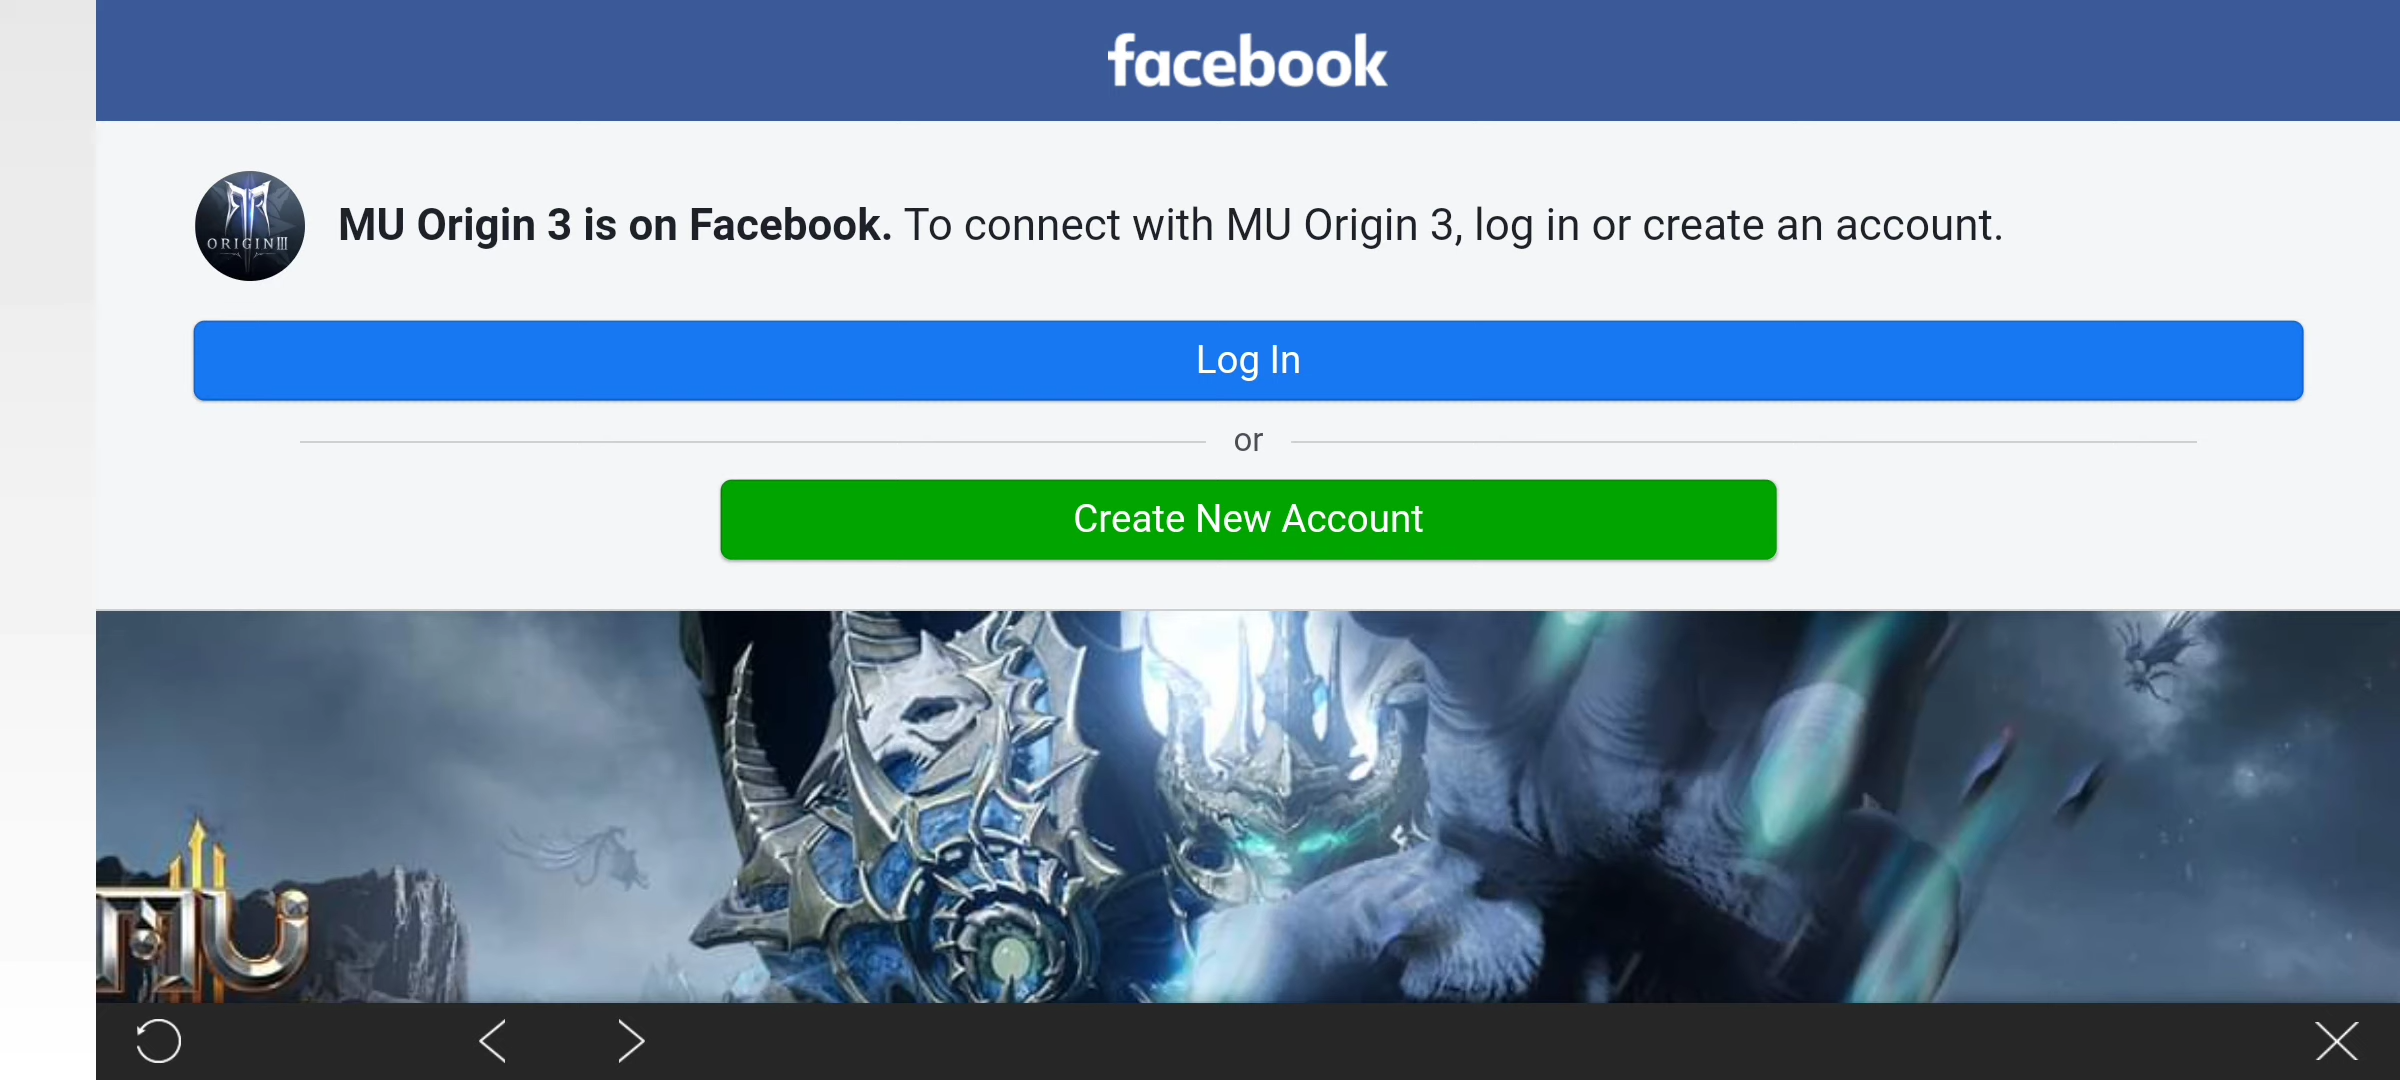 facebook
ORIGIN III
MU Origin 3 is on Facebook. To connect with MU Origin 3, log in or create an account.
Log In
or
Create New Account
MU